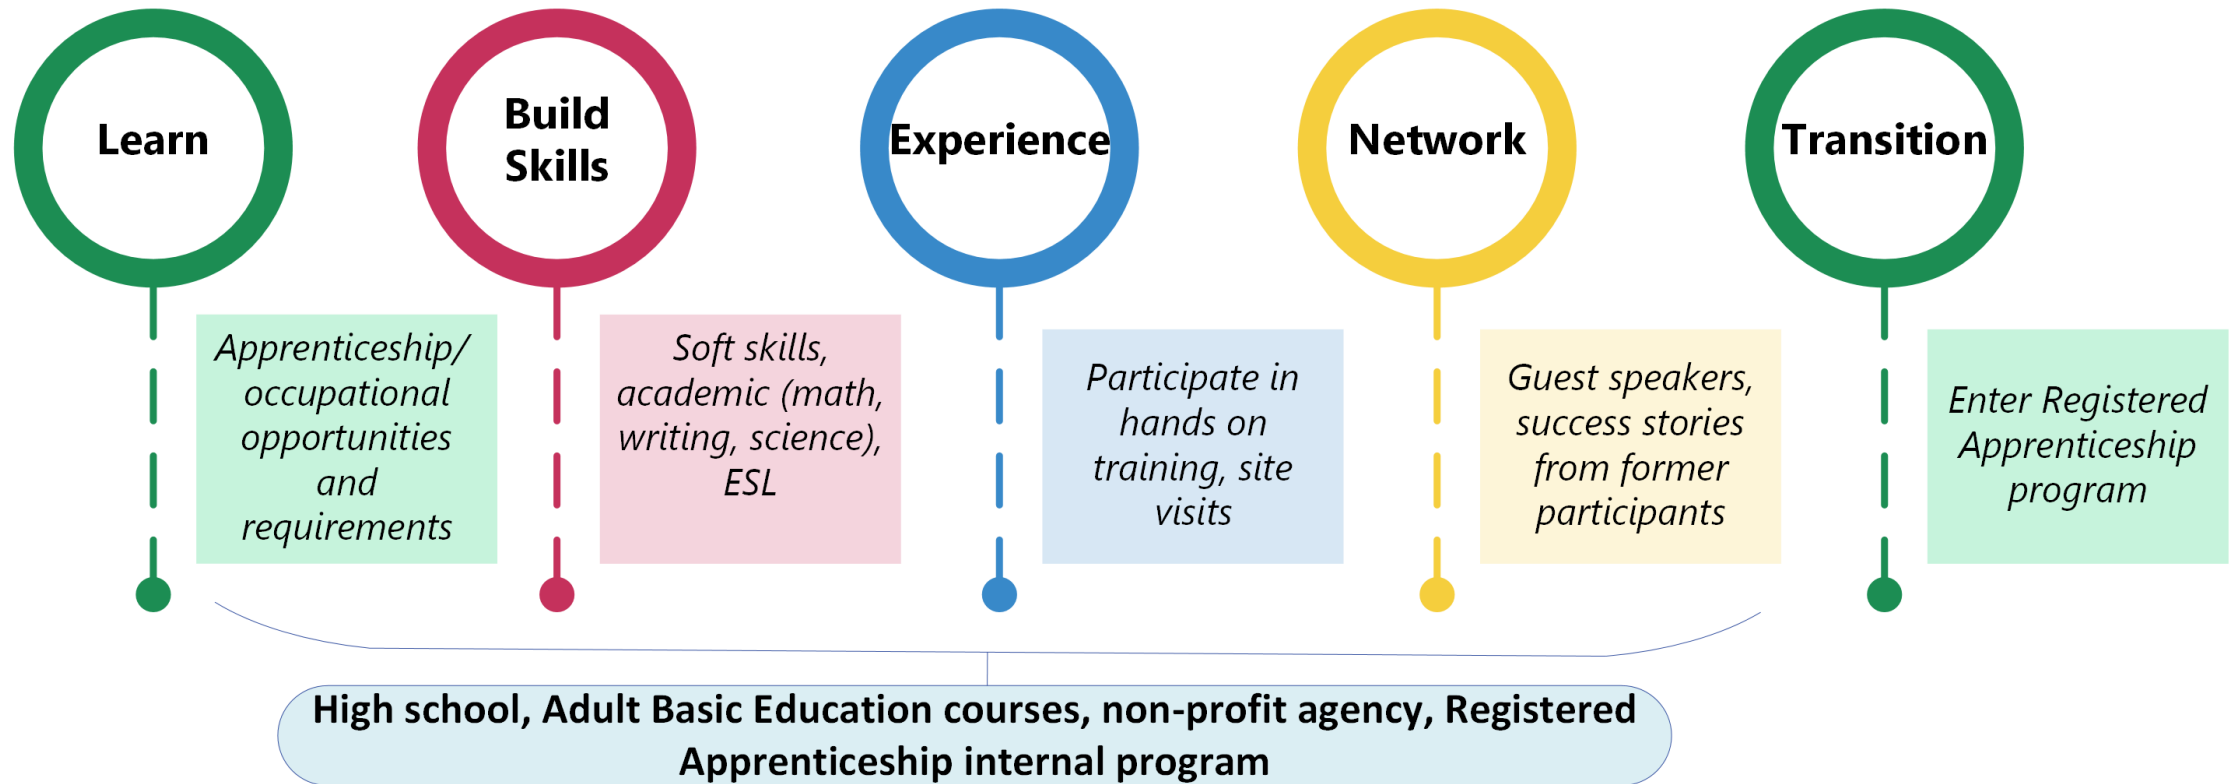 Learn
Build
Skills
Experience
Network
Transition
Apprenticeship/
occupational
opportunities
and
requirements
Soft skills,
academic (math,
writing, science),
ESL
Participate in
hands on
training, site
visits
Guest speakers,
success stories
from former
participants
Enter Registered
Apprenticeship
program
High school, Adult Basic Education courses, non-profit agency, Registered
Apprenticeship internal program